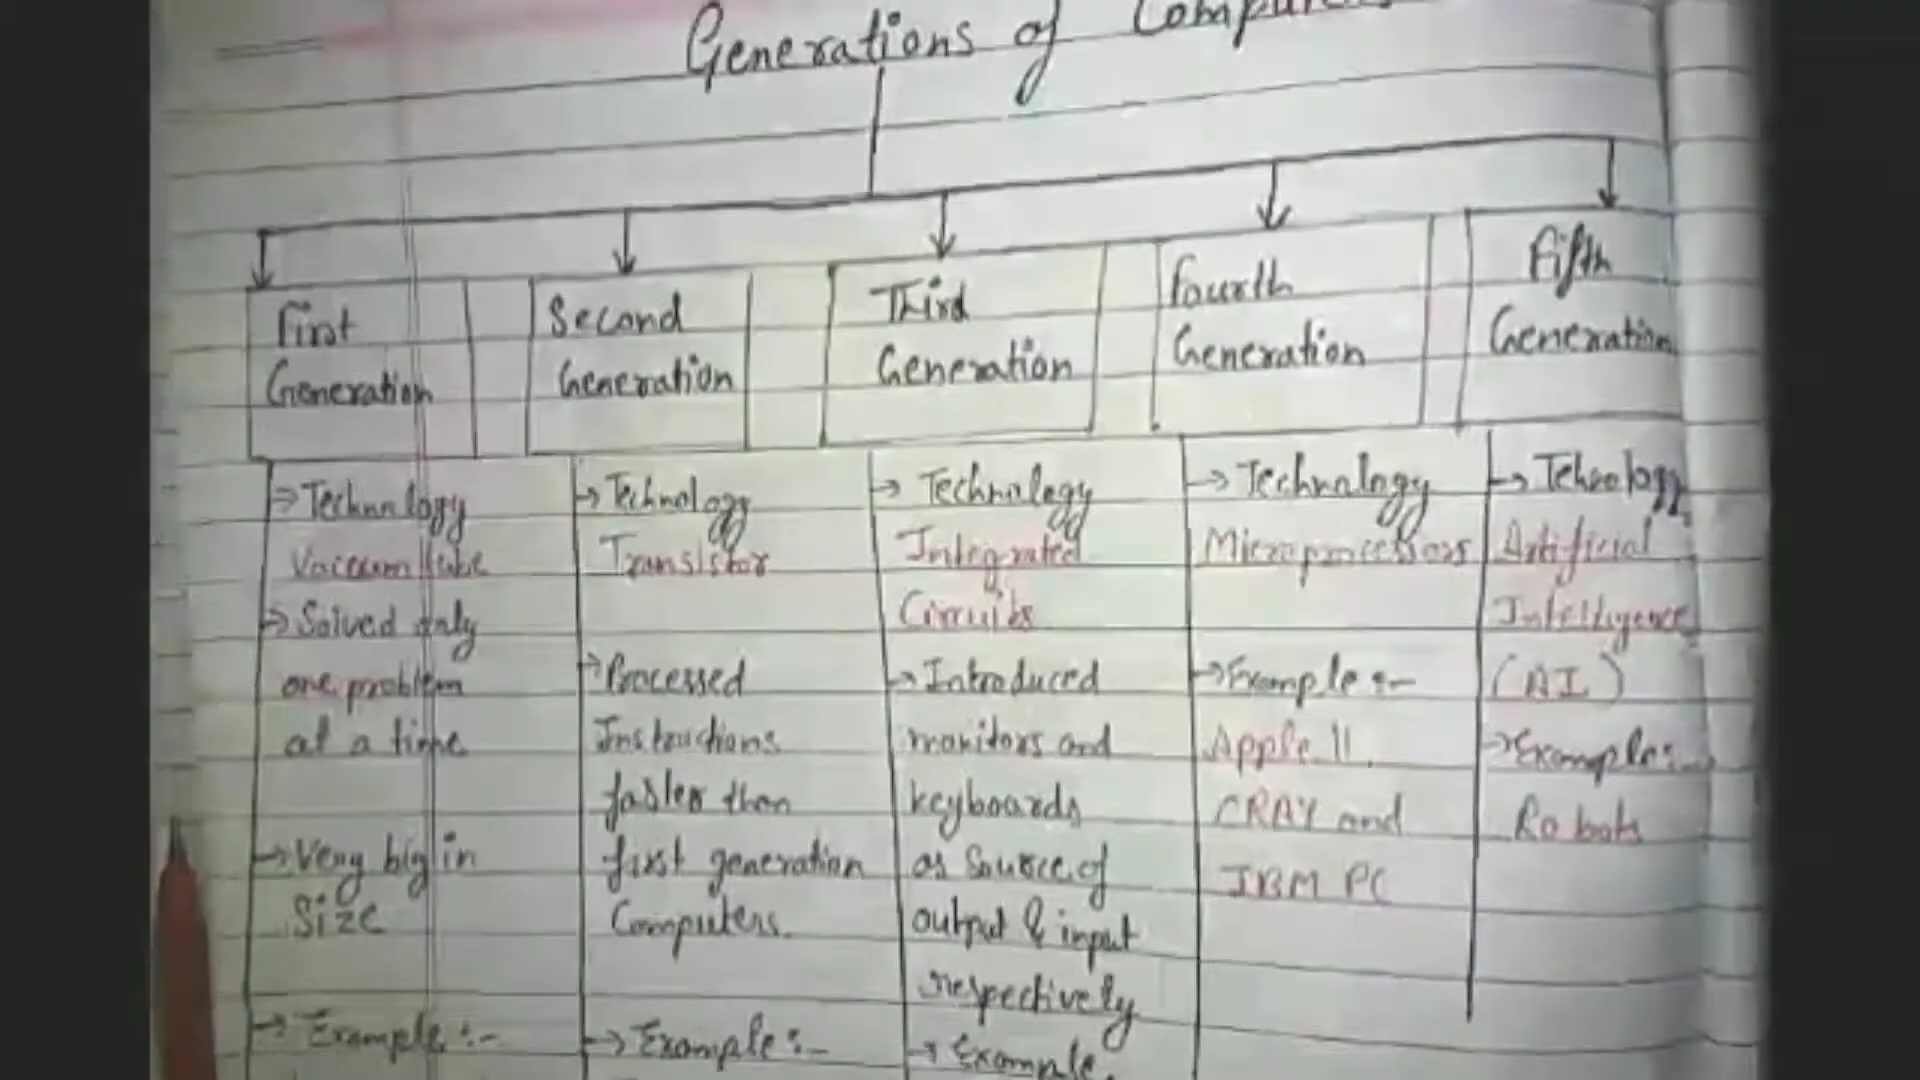 Generations of Computers
First
Generation
Second
Generation
Third
Generation
Fourth
Generation
Fifth
Generation
→ Technology
Vaccum tube
→ Solved only
one problem
at a time
→ Very big in
Size
→ Example :-
→ Technology
Transistor
→ Processed
Instructions
faster than
first generation
Computers.
→ Example :-
→ Technology
Integrated
Circuits
→ Introduced
monitors and
keyboards
as source of
output & input
respectively
→ Example
→ Technology
Microprocessors
→ Example :-
Apple II
CRAY and
IBM PC
→ Tehnology
Artificial
Intelligence
(AI)
→ Example :-
Robots